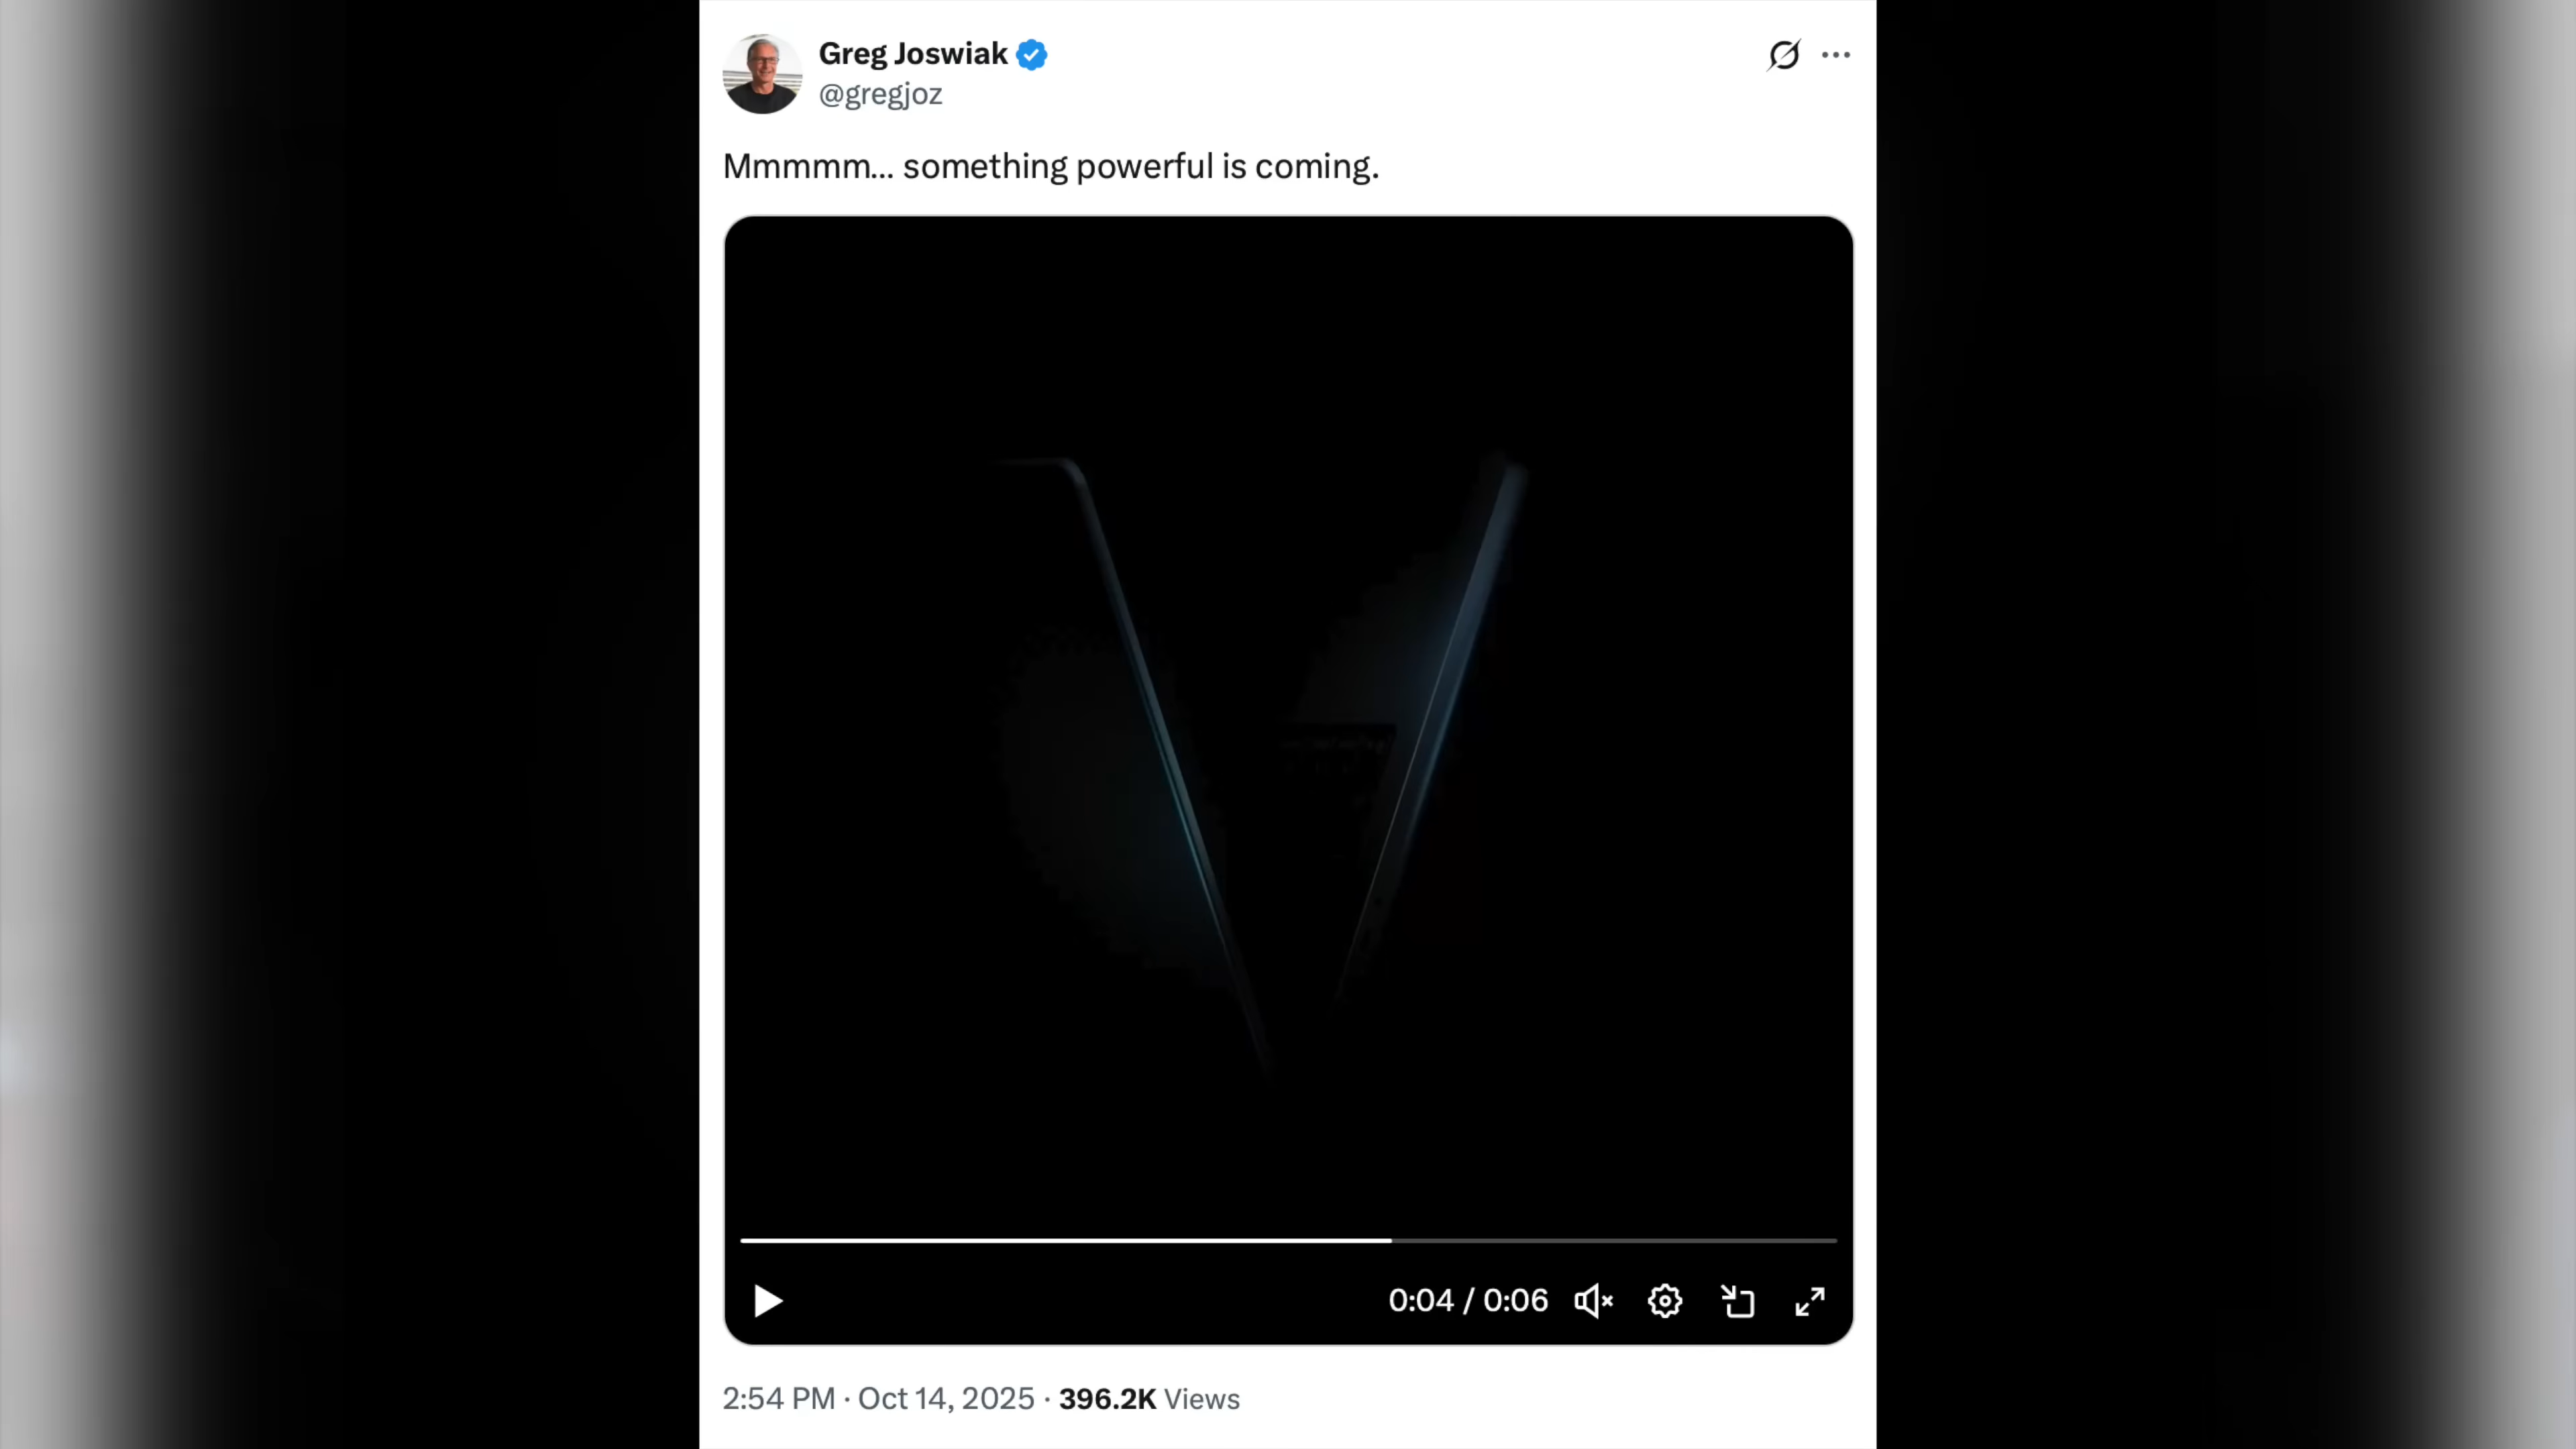 Greg Joswiak
@gregjoz
Mmmmm... something powerful is coming.
0:04 / 0:06
2:54 PM · Oct 14, 2025 · 396.2K Views